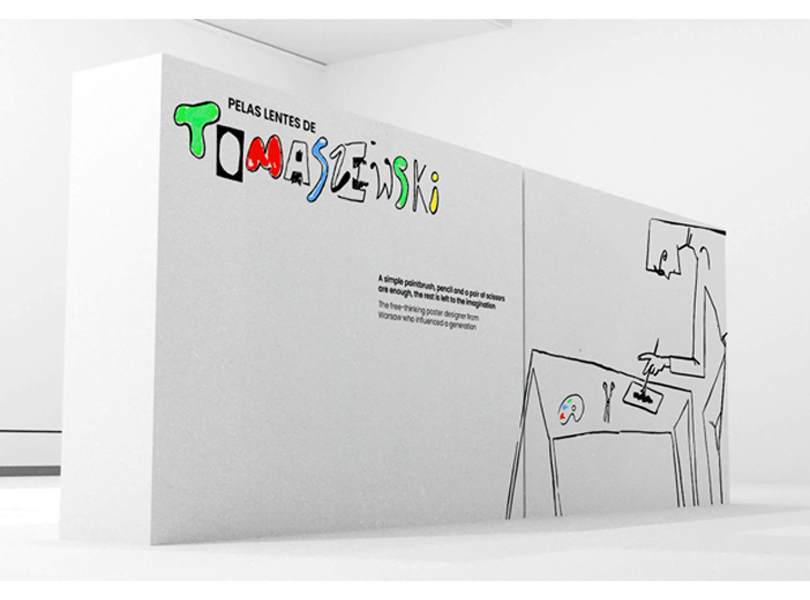 PELAS LENTES DE
TOMASZEWSKi
A simple paintbrush, pencil and a pair of scissors
are enough, the rest is left to the imagination
The free-thinking poster designer from
Warsaw who influenced a generation